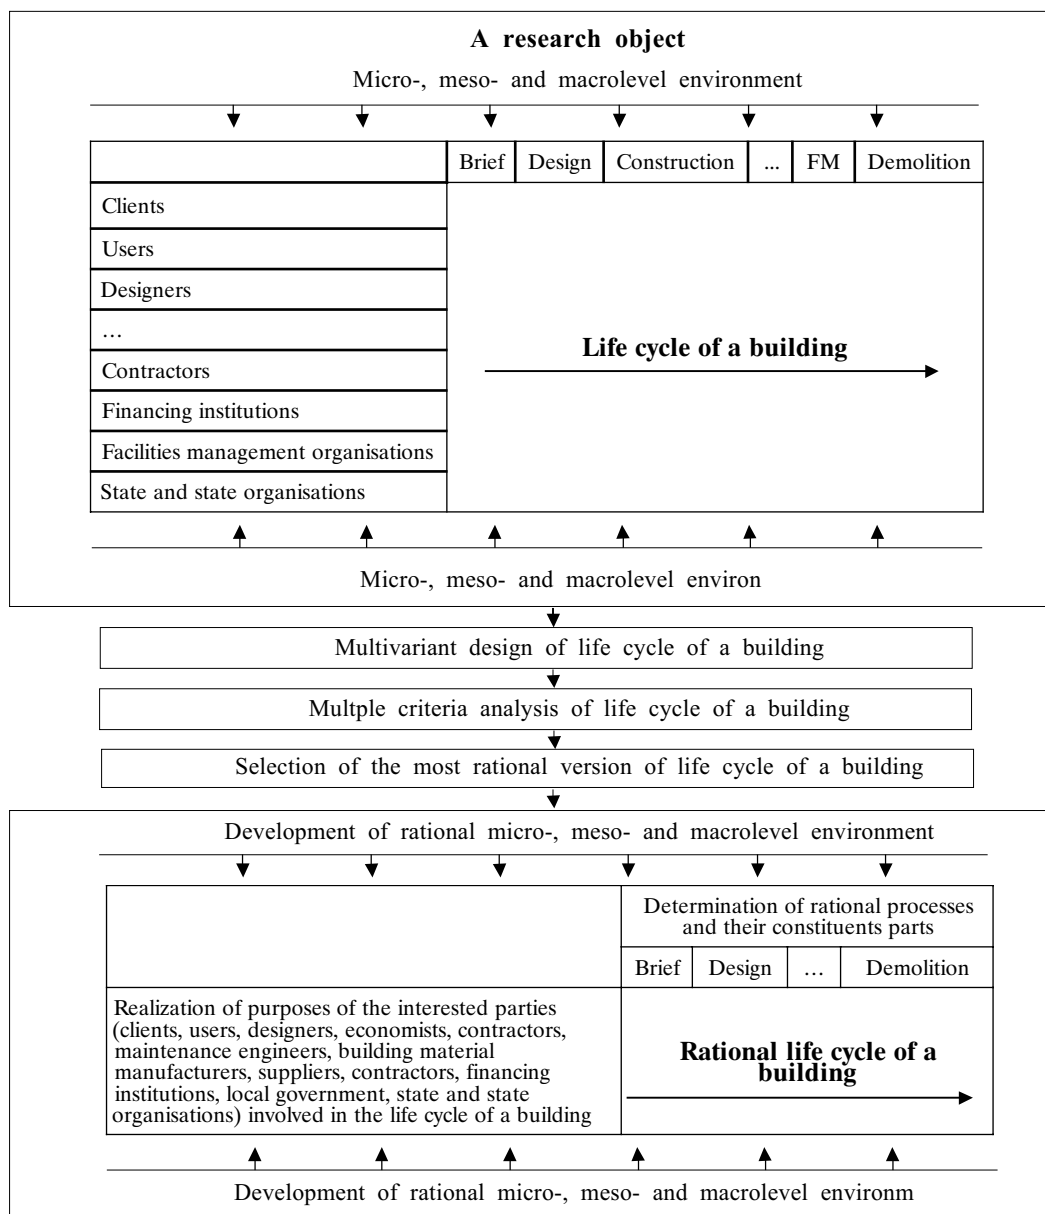 A research object
Micro-, meso- and macrolevel environment
Brief Design Construction ... FM Demolition
Clients
Users
Designers
…
Contractors
Financing institutions
Facilities management organisations
State and state organisations
Life cycle of a building
Micro-, meso- and macrolevel environ
Multivariant design of life cycle of a building
Multple criteria analysis of life cycle of a building
Selection of the most rational version of life cycle of a building
Development of rational micro-, meso- and macrolevel environment
Determination of rational processes
and their constituents parts
Brief Design … Demolition
Realization of purposes of the interested parties
(clients, users, designers, economists, contractors,
maintenance engineers, building material
manufacturers, suppliers, contractors, financing
institutions, local government, state and state
organisations) involved in the life cycle of a building
Rational life cycle of a
building
Development of rational micro-, meso- and macrolevel environm